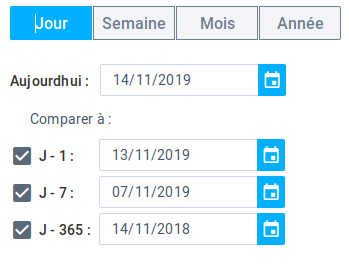 Jour Semaine Mois Année
Aujourdhui : 14/11/2019
Comparer à :
J - 1 : 13/11/2019
J - 7 : 07/11/2019
J - 365 : 14/11/2018